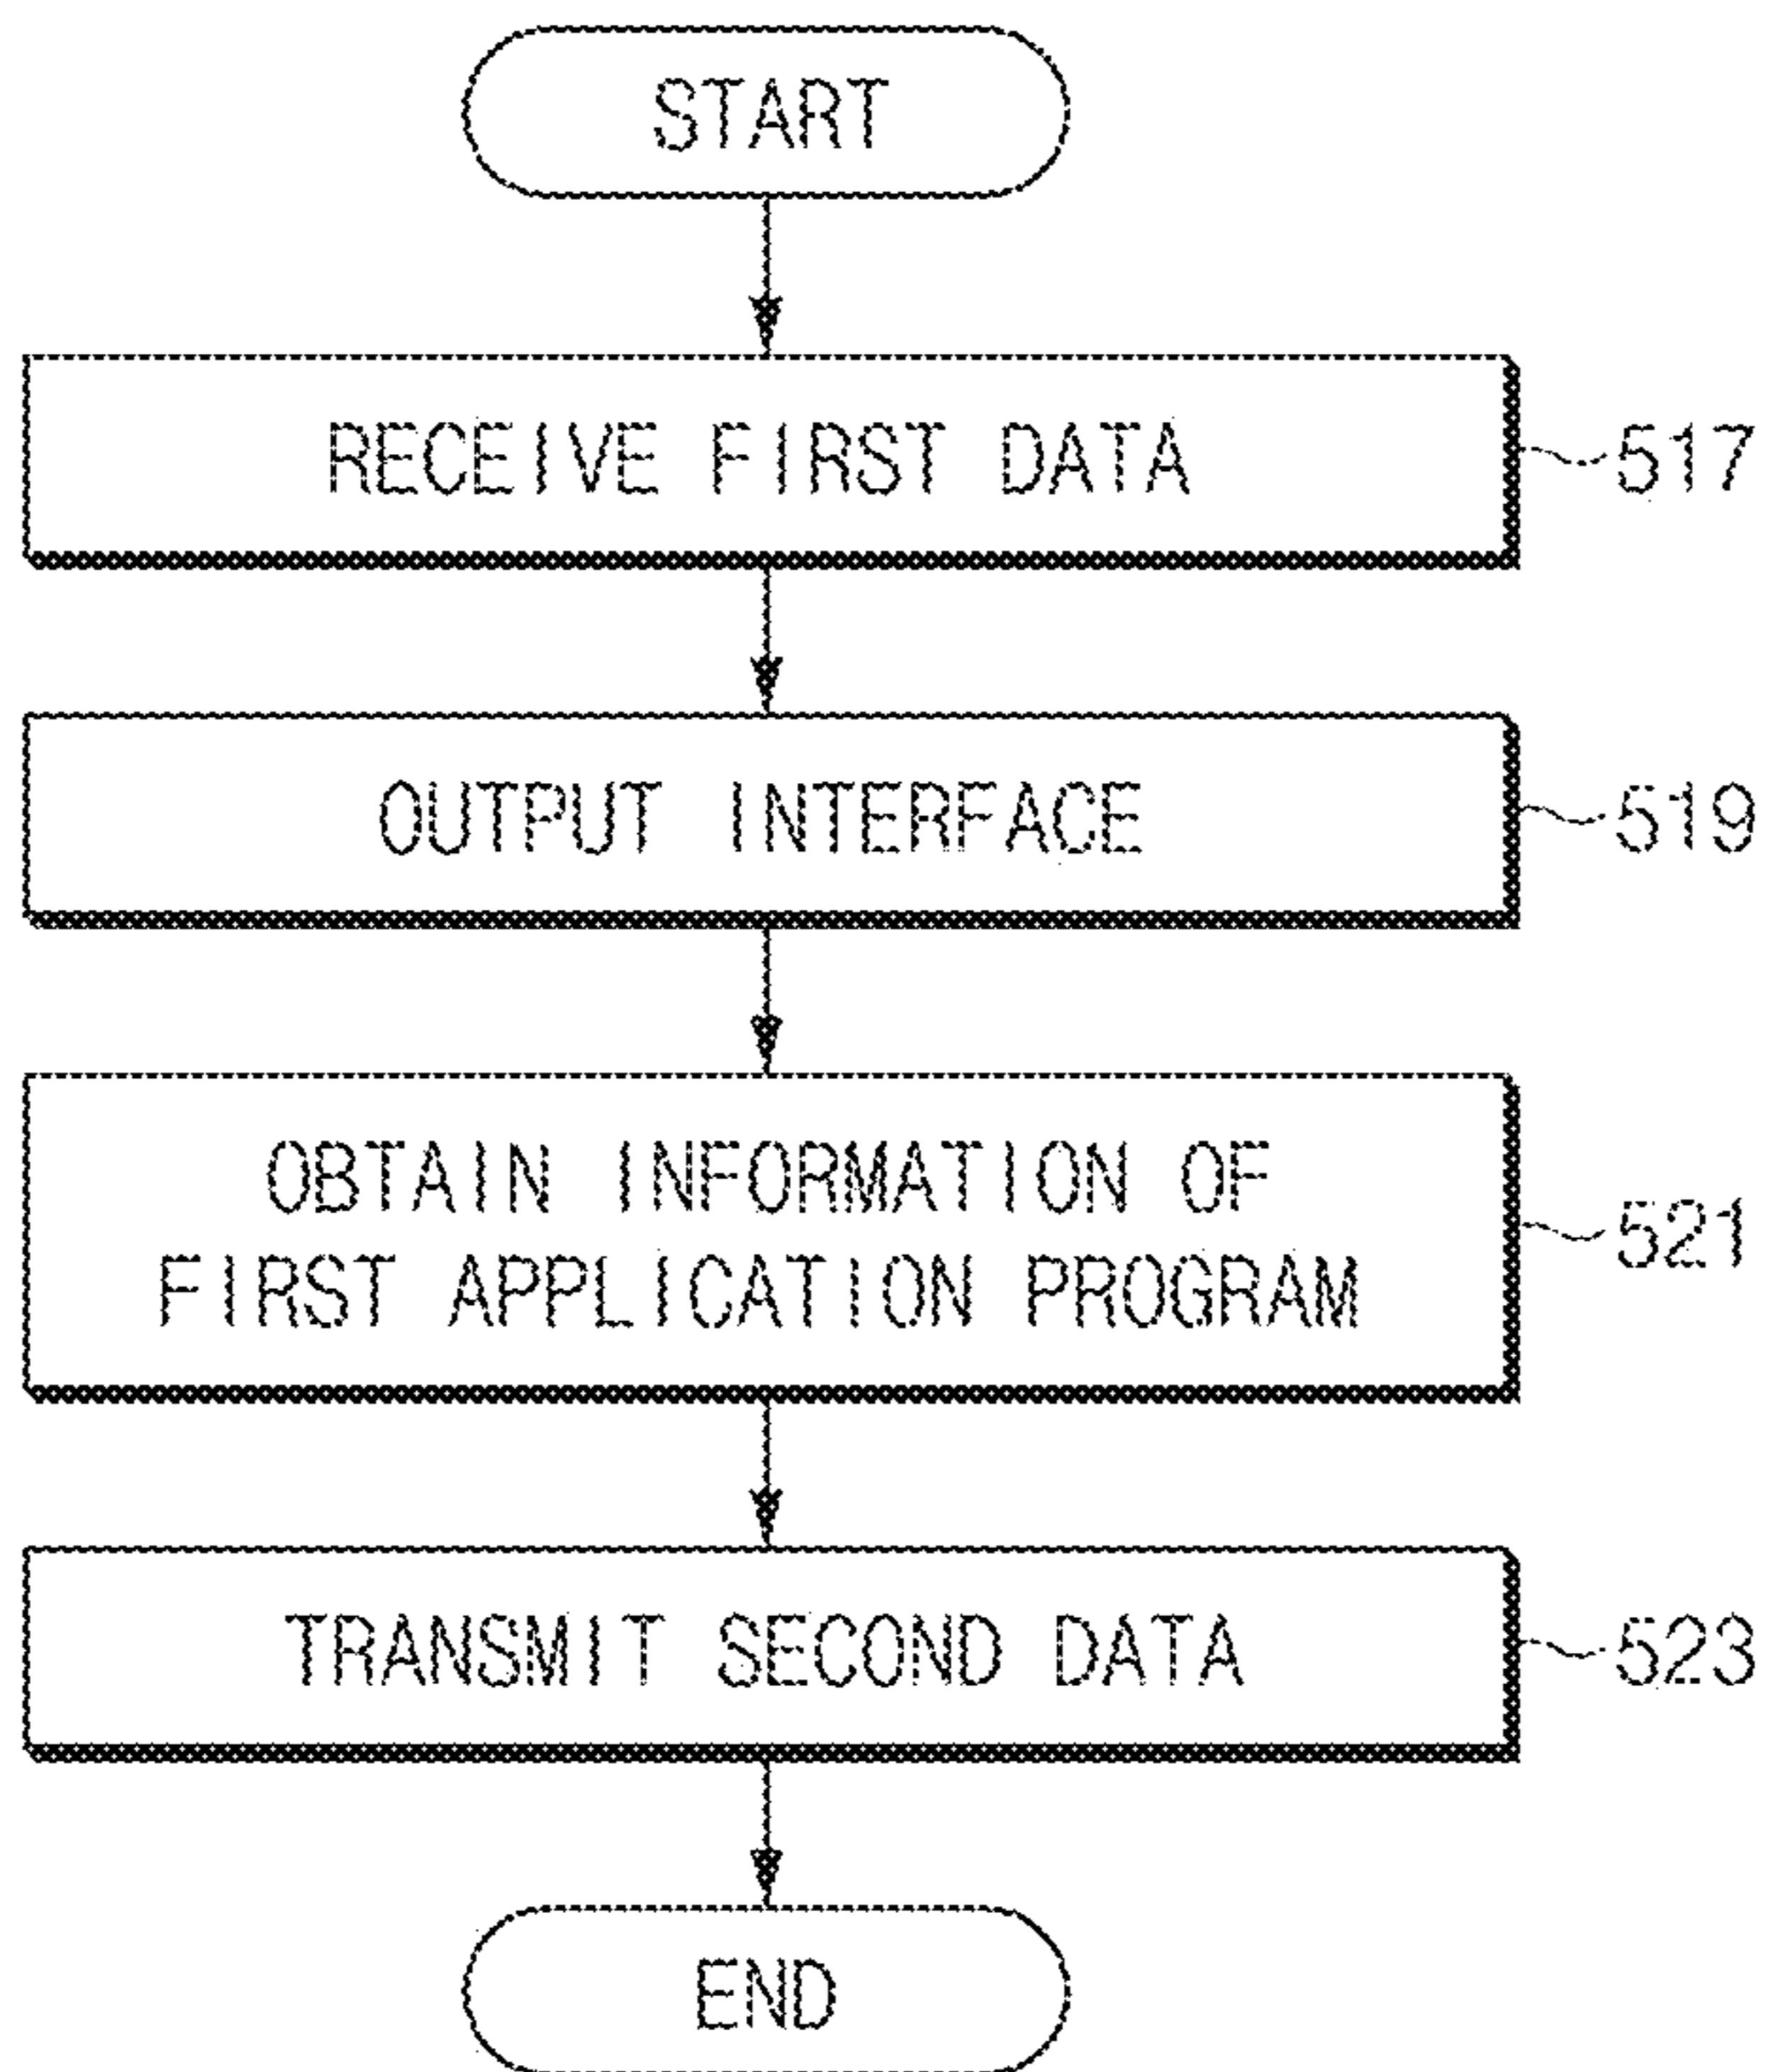 START
RECEIVE FIRST DATA
517
OUTPUT INTERFACE
519
OBTAIN INFORMATION OF
FIRST APPLICATION PROGRAM
521
TRANSMIT SECOND DATA
523
END